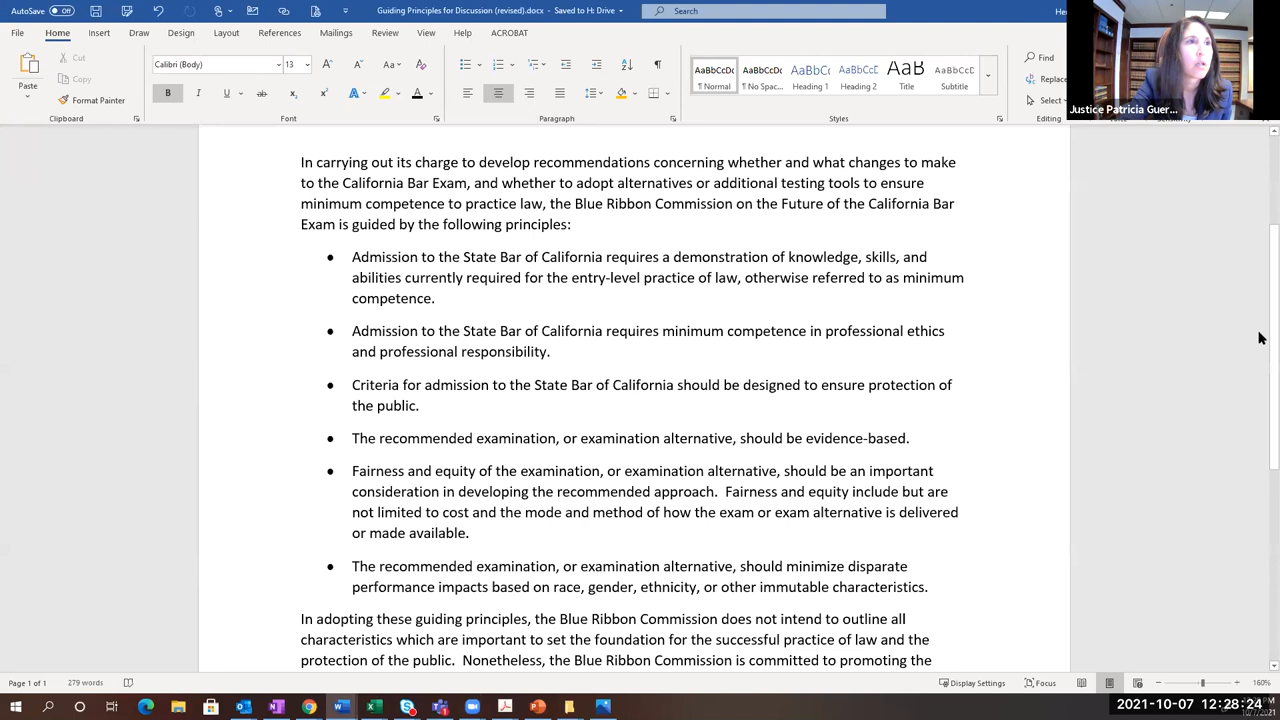 AutoSave Off Guiding Principles for Discussion (revised).docx - Saved to H: Drive Search
File Home Insert Draw Design Layout References Mailings Review View Help ACROBAT
Paste Cut Copy Format Painter
Calibri (Body) 13
AaBbCcDc AaBbCcDc AaBbCc AaBbCcD AaB AaBbCcD
¶ Normal ¶ No Spac... Heading 1 Heading 2 Title Subtitle
Find
Replace
Select
Clipboard Font Paragraph Styles Editing
Justice Patricia Guer...
In carrying out its charge to develop recommendations concerning whether and what changes to make
to the California Bar Exam, and whether to adopt alternatives or additional testing tools to ensure
minimum competence to practice law, the Blue Ribbon Commission on the Future of the California Bar
Exam is guided by the following principles:
• Admission to the State Bar of California requires a demonstration of knowledge, skills, and
abilities currently required for the entry-level practice of law, otherwise referred to as minimum
competence.
• Admission to the State Bar of California requires minimum competence in professional ethics
and professional responsibility.
• Criteria for admission to the State Bar of California should be designed to ensure protection of
the public.
• The recommended examination, or examination alternative, should be evidence-based.
• Fairness and equity of the examination, or examination alternative, should be an important
consideration in developing the recommended approach. Fairness and equity include but are
not limited to cost and the mode and method of how the exam or exam alternative is delivered
or made available.
• The recommended examination, or examination alternative, should minimize disparate
performance impacts based on race, gender, ethnicity, or other immutable characteristics.
In adopting these guiding principles, the Blue Ribbon Commission does not intend to outline all
characteristics which are important to set the foundation for the successful practice of law and the
protection of the public. Nonetheless, the Blue Ribbon Commission is committed to promoting the
Page 1 of 1 279 words Display Settings Focus 160%
2021-10-07 12:28:24